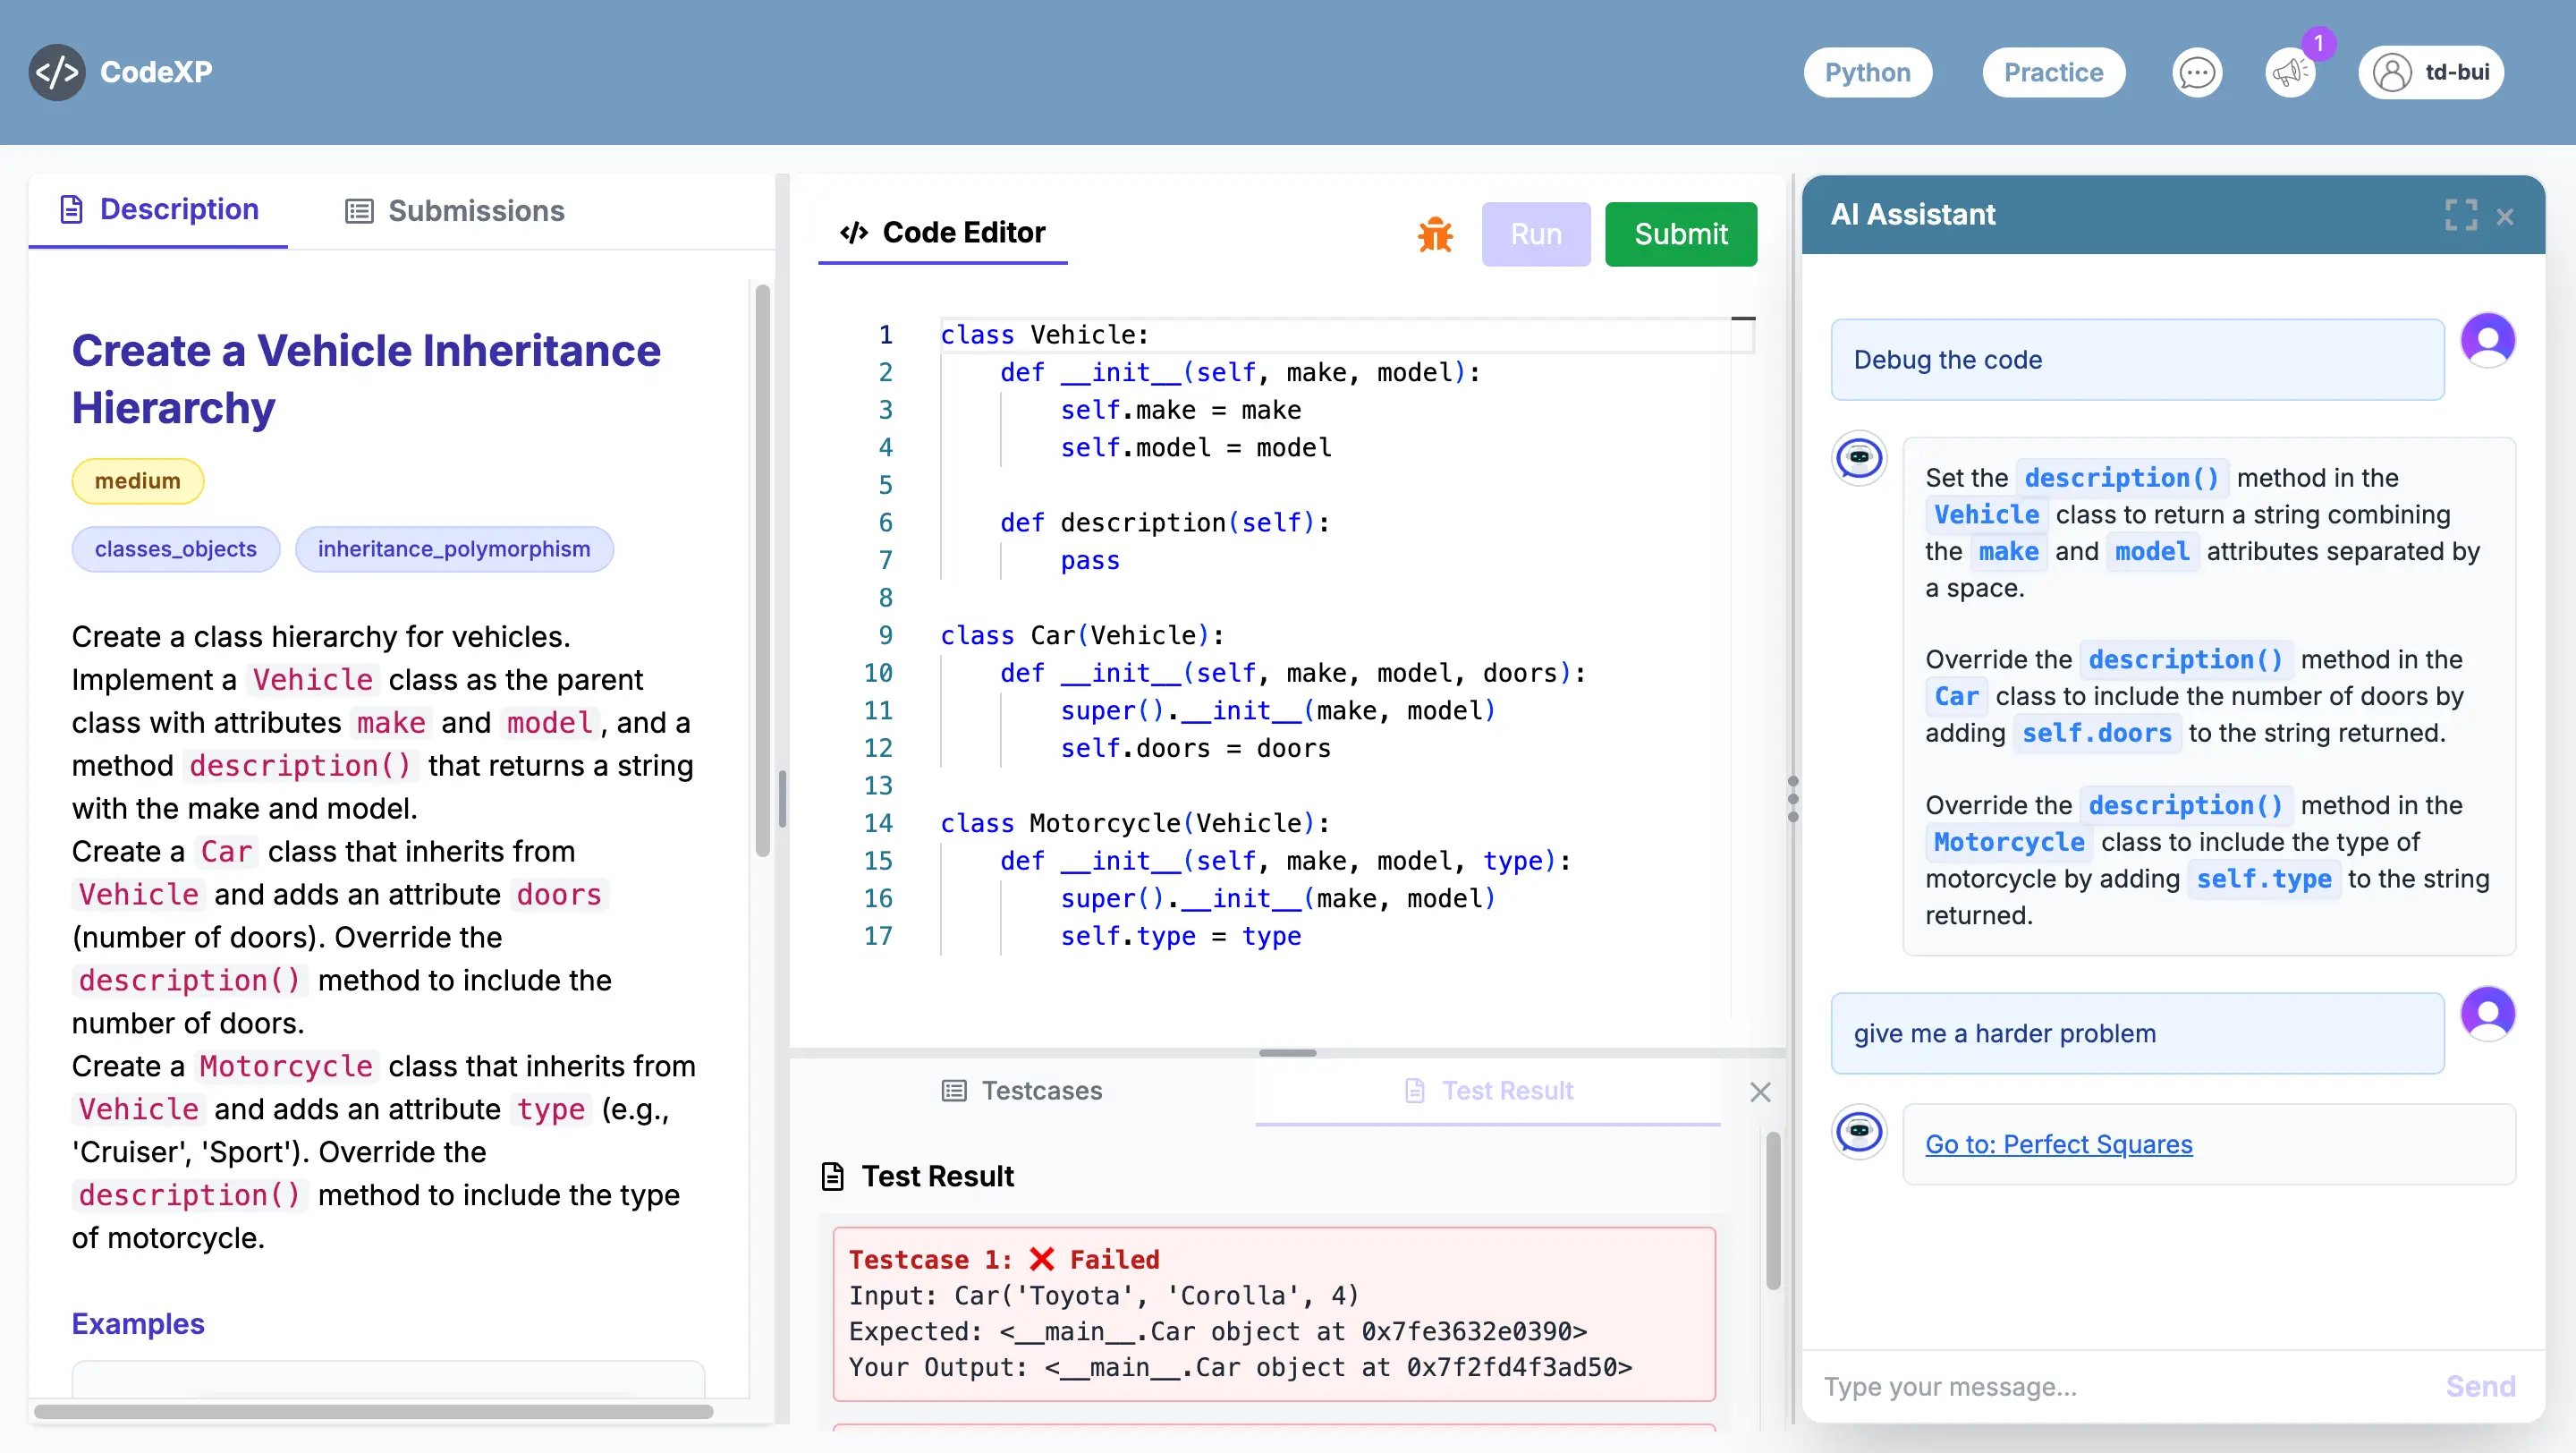 CodeXP
Python
Practice
1
td-bui
Description
Submissions
Create a Vehicle Inheritance
Hierarchy
medium
classes_objects
inheritance_polymorphism
Create a class hierarchy for vehicles.
Implement a Vehicle class as the parent
class with attributes make and model, and a
method description() that returns a string
with the make and model.
Create a Car class that inherits from
Vehicle and adds an attribute doors
(number of doors). Override the
description() method to include the
number of doors.
Create a Motorcycle class that inherits from
Vehicle and adds an attribute type (e.g.,
'Cruiser', 'Sport'). Override the
description() method to include the type
of motorcycle.
Examples
</> Code Editor
Run
Submit
1 class Vehicle:
2     def __init__(self, make, model):
3         self.make = make
4         self.model = model
5
6     def description(self):
7         pass
8
9 class Car(Vehicle):
10     def __init__(self, make, model, doors):
11         super().__init__(make, model)
12         self.doors = doors
13
14 class Motorcycle(Vehicle):
15     def __init__(self, make, model, type):
16         super().__init__(make, model)
17         self.type = type
Testcases
Test Result
Test Result
Testcase 1: ❌ Failed
Input: Car('Toyota', 'Corolla', 4)
Expected: <__main__.Car object at 0x7fe3632e0390>
Your Output: <__main__.Car object at 0x7f2fd4f3ad50>
AI Assistant
Debug the code
Set the description() method in the
Vehicle class to return a string combining
the make and model attributes separated by
a space.
Override the description() method in the
Car class to include the number of doors by
adding self.doors to the string returned.
Override the description() method in the
Motorcycle class to include the type of
motorcycle by adding self.type to the string
returned.
give me a harder problem
Go to: Perfect Squares
Type your message...
Send